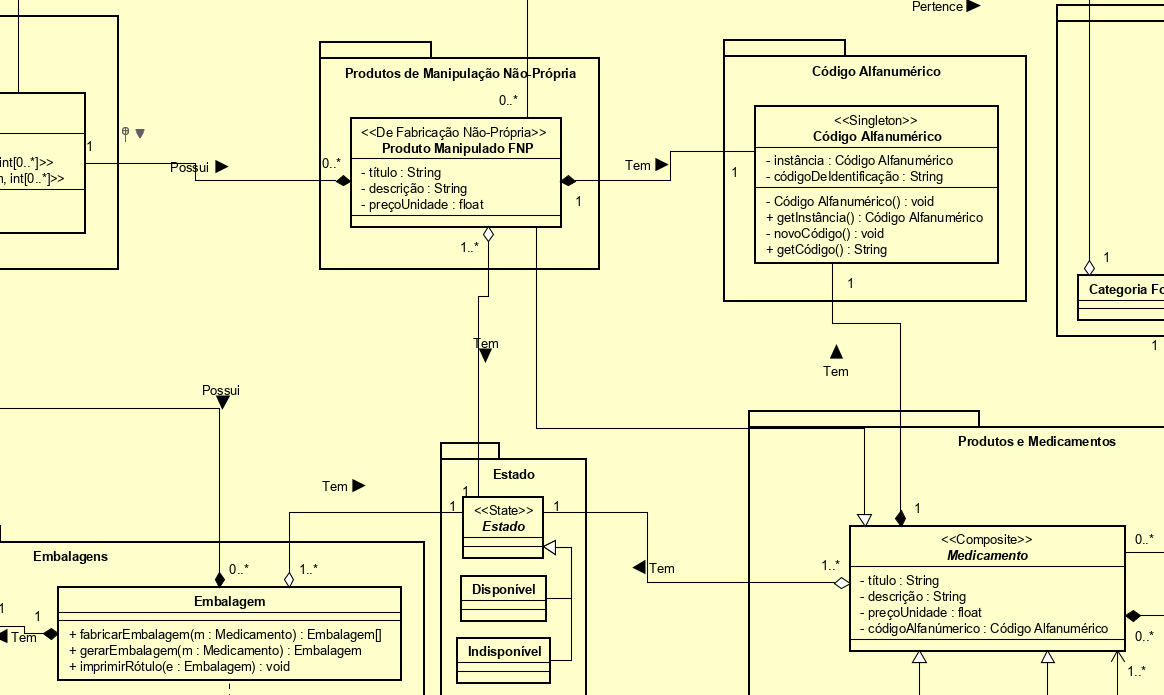 Pertence
Produtos de Manipulação Não-Própria
Código Alfanumérico
0..*
<<De Fabricação Não-Própria>>
Produto Manipulado FNP
- título : String
- descrição : String
- preçoUnidade : float
<<Singleton>>
Código Alfanumérico
- instância : Código Alfanumérico
- códigoDeIdentificação : String
- Código Alfanumérico() : void
+ getInstância() : Código Alfanumérico
- novoCódigo() : void
+ getCódigo() : String
1
int[0..*]>>
, int[0..*]>>
Possui
0..*
Tem
1
1
1..*
1
1
Categoria Fo
1
Tem
Tem
Possui
Produtos e Medicamentos
Estado
Tem
1
1
1
<<State>>
Estado
Disponível
Indisponível
1
<<Composite>>
Medicamento
- título : String
- descrição : String
- preçoUnidade : float
- códigoAlfanúmerico : Código Alfanumérico
0..*
0..*
1..*
1..*
Tem
Embalagens
0..*
1..*
Embalagem
+ fabricarEmbalagem(m : Medicamento) : Embalagem[]
+ gerarEmbalagem(m : Medicamento) : Embalagem
+ imprimirRótulo(e : Embalagem) : void
1
1
Tem